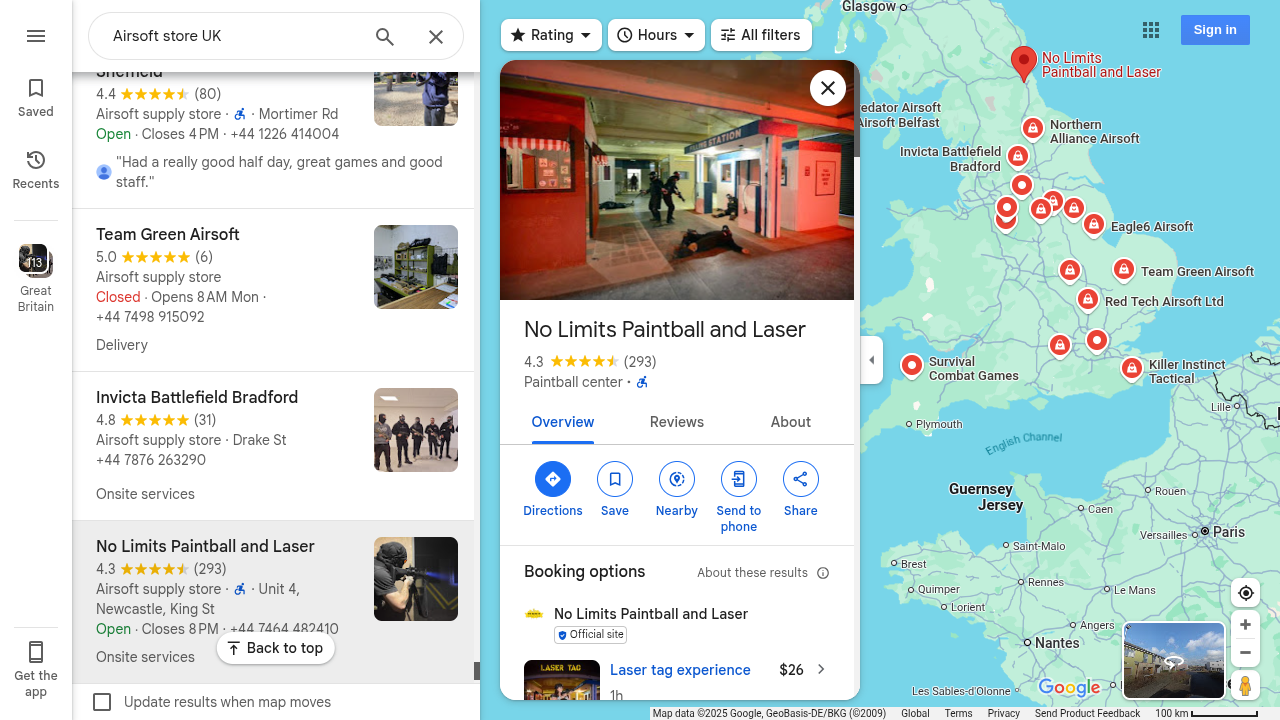 Airsoft store UK
Saved
Recents
113
Great
Britain
Get the
app
Sheffield
4.4 (80)
Airsoft supply store · · Mortimer Rd
Open · Closes 4 PM · +44 1226 414004
"Had a really good half day, great games and good
staff."
Team Green Airsoft
5.0 (6)
Airsoft supply store
Closed · Opens 8 AM Mon ·
+44 7498 915092
Delivery
Invicta Battlefield Bradford
4.8 (31)
Airsoft supply store · Drake St
+44 7876 263290
Onsite services
No Limits Paintball and Laser
4.3 (293)
Airsoft supply store · · Unit 4,
Newcastle, King St
Open · Closes 8 PM · +44 7464 482410
Onsite services
Back to top
Update results when map moves
Rating
Hours
All filters
Sign in
No Limits Paintball and Laser
4.3 (293)
Paintball center ·
Overview
Reviews
About
Directions
Save
Nearby
Send to
phone
Share
Booking options
About these results
No Limits Paintball and Laser
Official site
LASER TAG
Laser tag experience
$26
1h
Glasgow
No Limits
Paintball and Laser
edator Airsoft
Airsoft Belfast
Northern
Alliance Airsoft
Invicta Battlefield
Bradford
Eagle6 Airsoft
Team Green Airsoft
Red Tech Airsoft Ltd
Survival
Combat Games
Killer Instinct
Tactical
Lille
Plymouth
English Channel
Guernsey
Jersey
Rouen
Caen
Paris
Versailles
Saint-Malo
Brest
Rennes
Le Mans
Quimper
Lorient
Angers
Nantes
Les Sables-d'Olonne
Google
Map data ©2025 Google, GeoBasis-DE/BKG (©2009)
Global
Terms
Privacy
Send Product Feedback
100 km